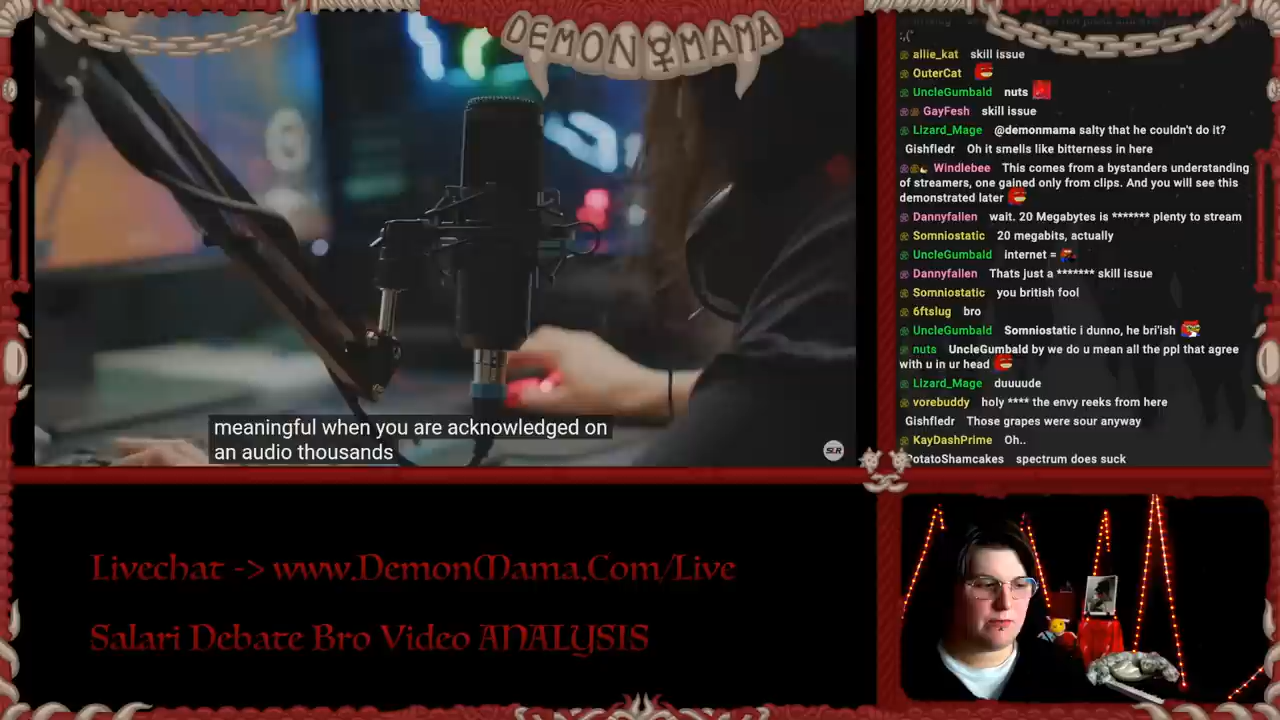 DEMON MAMA
:,(
allie_kat skill issue
OuterCat
UncleGumbald nuts
GayFesh skill issue
Lizard_Mage @demonmama salty that he couldn't do it?
Gishfledr Oh it smells like bitterness in here
Windlebee This comes from a bystanders understanding
of streamers, one gained only from clips. And you will see this
demonstrated later
Dannyfallen wait. 20 Megabytes is ******* plenty to stream
Somniostatic 20 megabits, actually
UncleGumbald internet =
Dannyfallen Thats just a ******* skill issue
Somniostatic you british fool
6ftslug bro
UncleGumbald Somniostatic i dunno, he bri'ish
nuts UncleGumbald by we do u mean all the ppl that agree
with u in ur head
Lizard_Mage duuuude
vorebuddy holy **** the envy reeks from here
Gishfledr Those grapes were sour anyway
KayDashPrime Oh..
PotatoShamcakes spectrum does suck
meaningful when you are acknowledged on
an audio thousands
SLR
Livechat -> www.DemonMama.Com/Live
Salari Debate Bro Video ANALYSIS